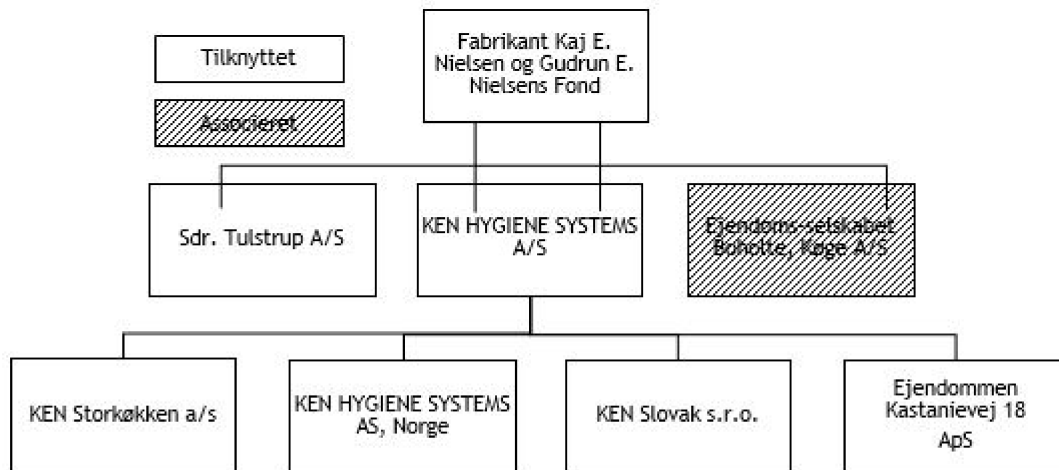 Tilknyttet
Associeret
Fabrikant Kaj E.
Nielsen og Gudrun E.
Nielsens Fond
Sdr. Tulstrup A/S
KEN HYGIENE SYSTEMS
A/S
Ejendoms-selskabet
Boholte, Køge A/S
KEN Storkøkken a/s
KEN HYGIENE SYSTEMS
AS, Norge
KEN Slovak s.r.o.
Ejendommen
Kastanievej 18
ApS